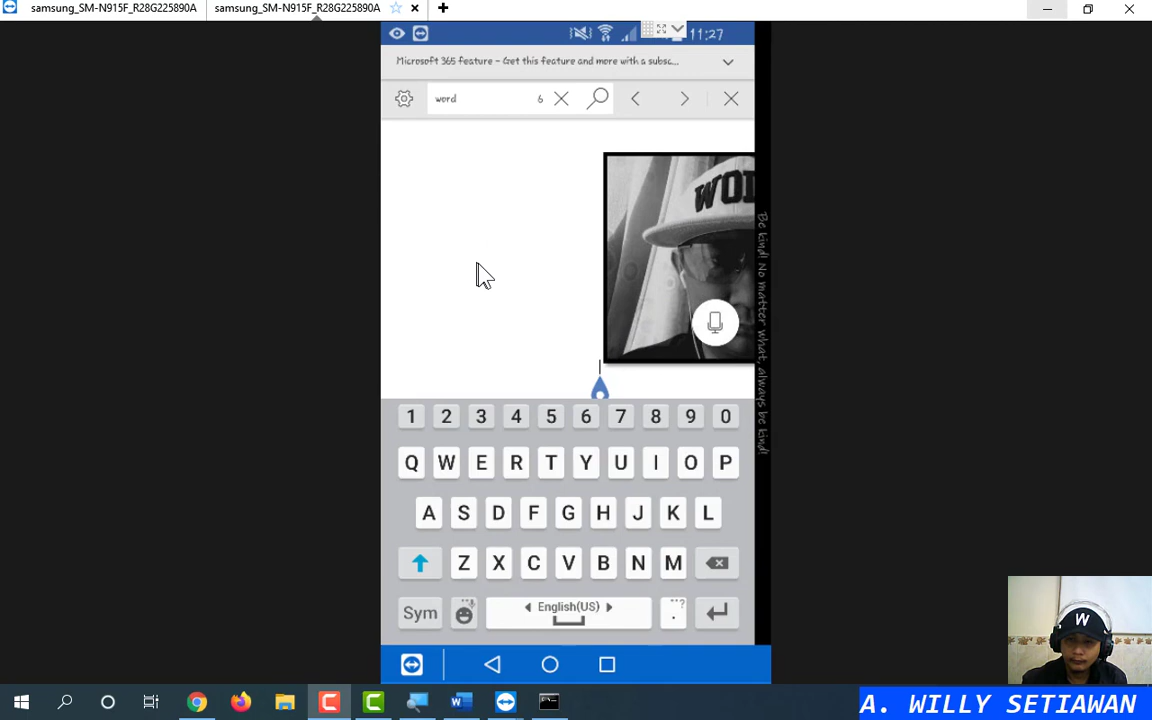 samsung_SM-N915F_R28G225890A
samsung_SM-N915F_R28G225890A
11:27
Microsoft 365 feature - Get this feature and more with a subsc...
word
6
WOD
Be kind! No matter what, always be kind!
1 2 3 4 5 6 7 8 9 0
Q W E R T Y U I O P
A S D F G H J K L
Z X C V B N M
Sym
English(US)
.
W
A. WILLY SETIAWAN